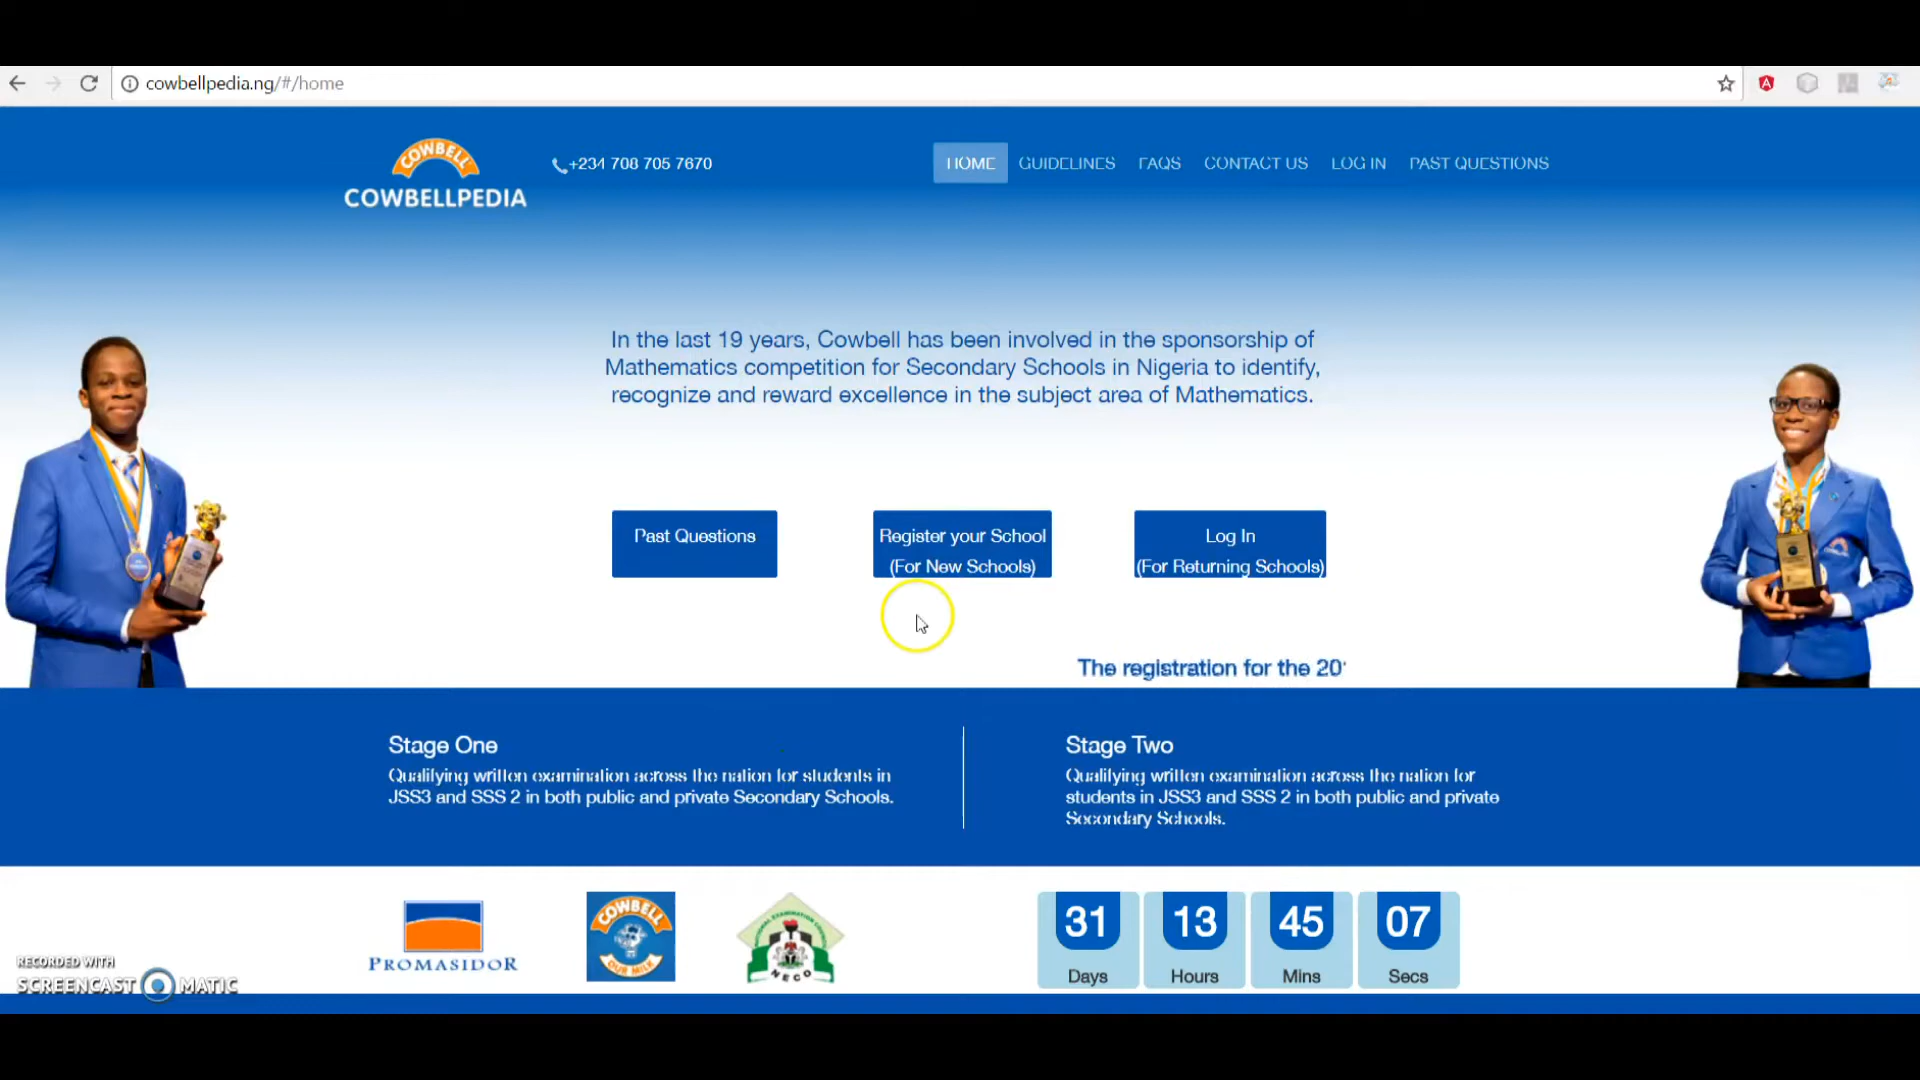 cowbellpedia.ng/#/home
COWBELL
COWBELLPEDIA
+234 708 705 7670
HOME GUIDELINES FAQS CONTACT US LOG IN PAST QUESTIONS
In the last 19 years, Cowbell has been involved in the sponsorship of
Mathematics competition for Secondary Schools in Nigeria to identify,
recognize and reward excellence in the subject area of Mathematics.
Past Questions
Register your School
(For New Schools)
Log In
(For Returning Schools)
The registration for the 20
Stage One
Qualifying written examination across the nation for students in
JSS3 and SSS 2 in both public and private Secondary Schools.
Stage Two
Qualifying written examination across the nation for
students in JSS3 and SSS 2 in both public and private
Secondary Schools.
PROMASIDOR
COWBELL
OUR MILK
NECO
31 13 45 07
Days Hours Mins Secs
RECORDED WITH
SCREENCAST MATIC